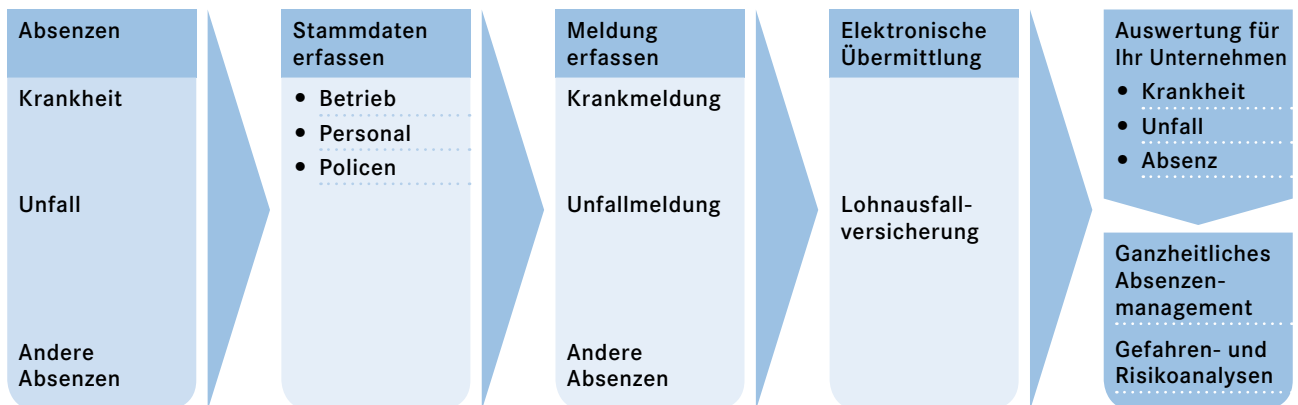 Absenzen
Krankheit
Unfall
Andere
Absenzen
Stammdaten
erfassen
• Betrieb
• Personal
• Policen
Meldung
erfassen
Krankmeldung
Unfallmeldung
Andere
Absenzen
Elektronische
Übermittlung
Lohnausfall-
versicherung
Auswertung für
Ihr Unternehmen
• Krankheit
• Unfall
• Absenz
Ganzheitliches
Absenzen-
management
Gefahren- und
Risikoanalysen